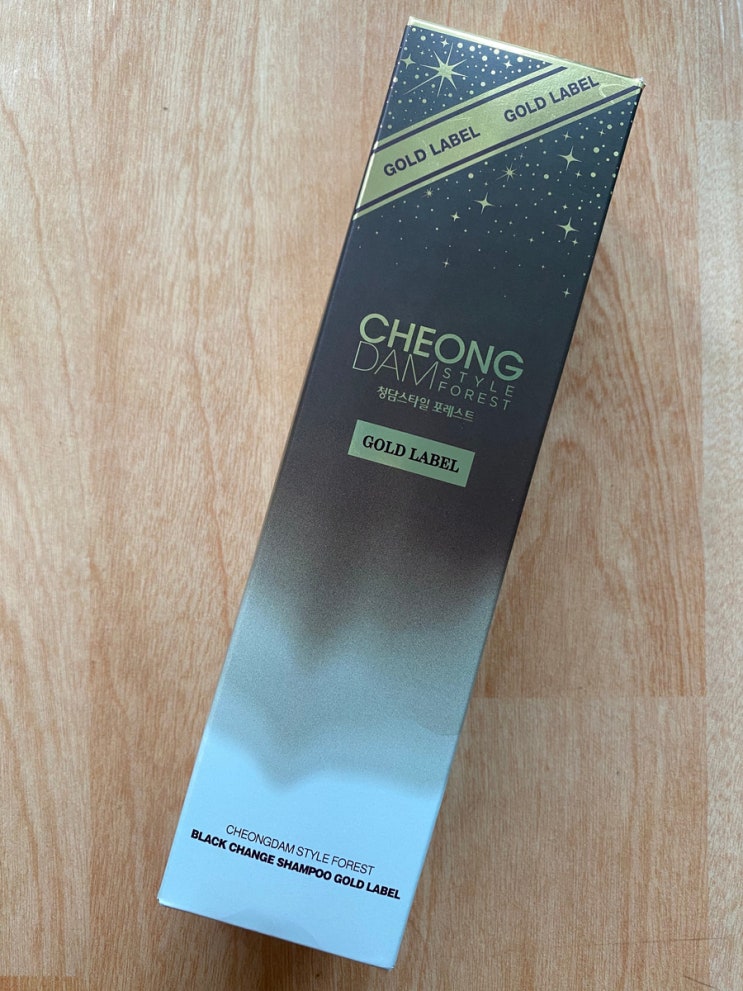 GOLD LABEL GOLD LABEL
CHEONG
DAM STYLE
FOREST
청담스타일 포레스트
GOLD LABEL
CHEONGDAM STYLE FOREST
BLACK CHANGE SHAMPOO GOLD LABEL